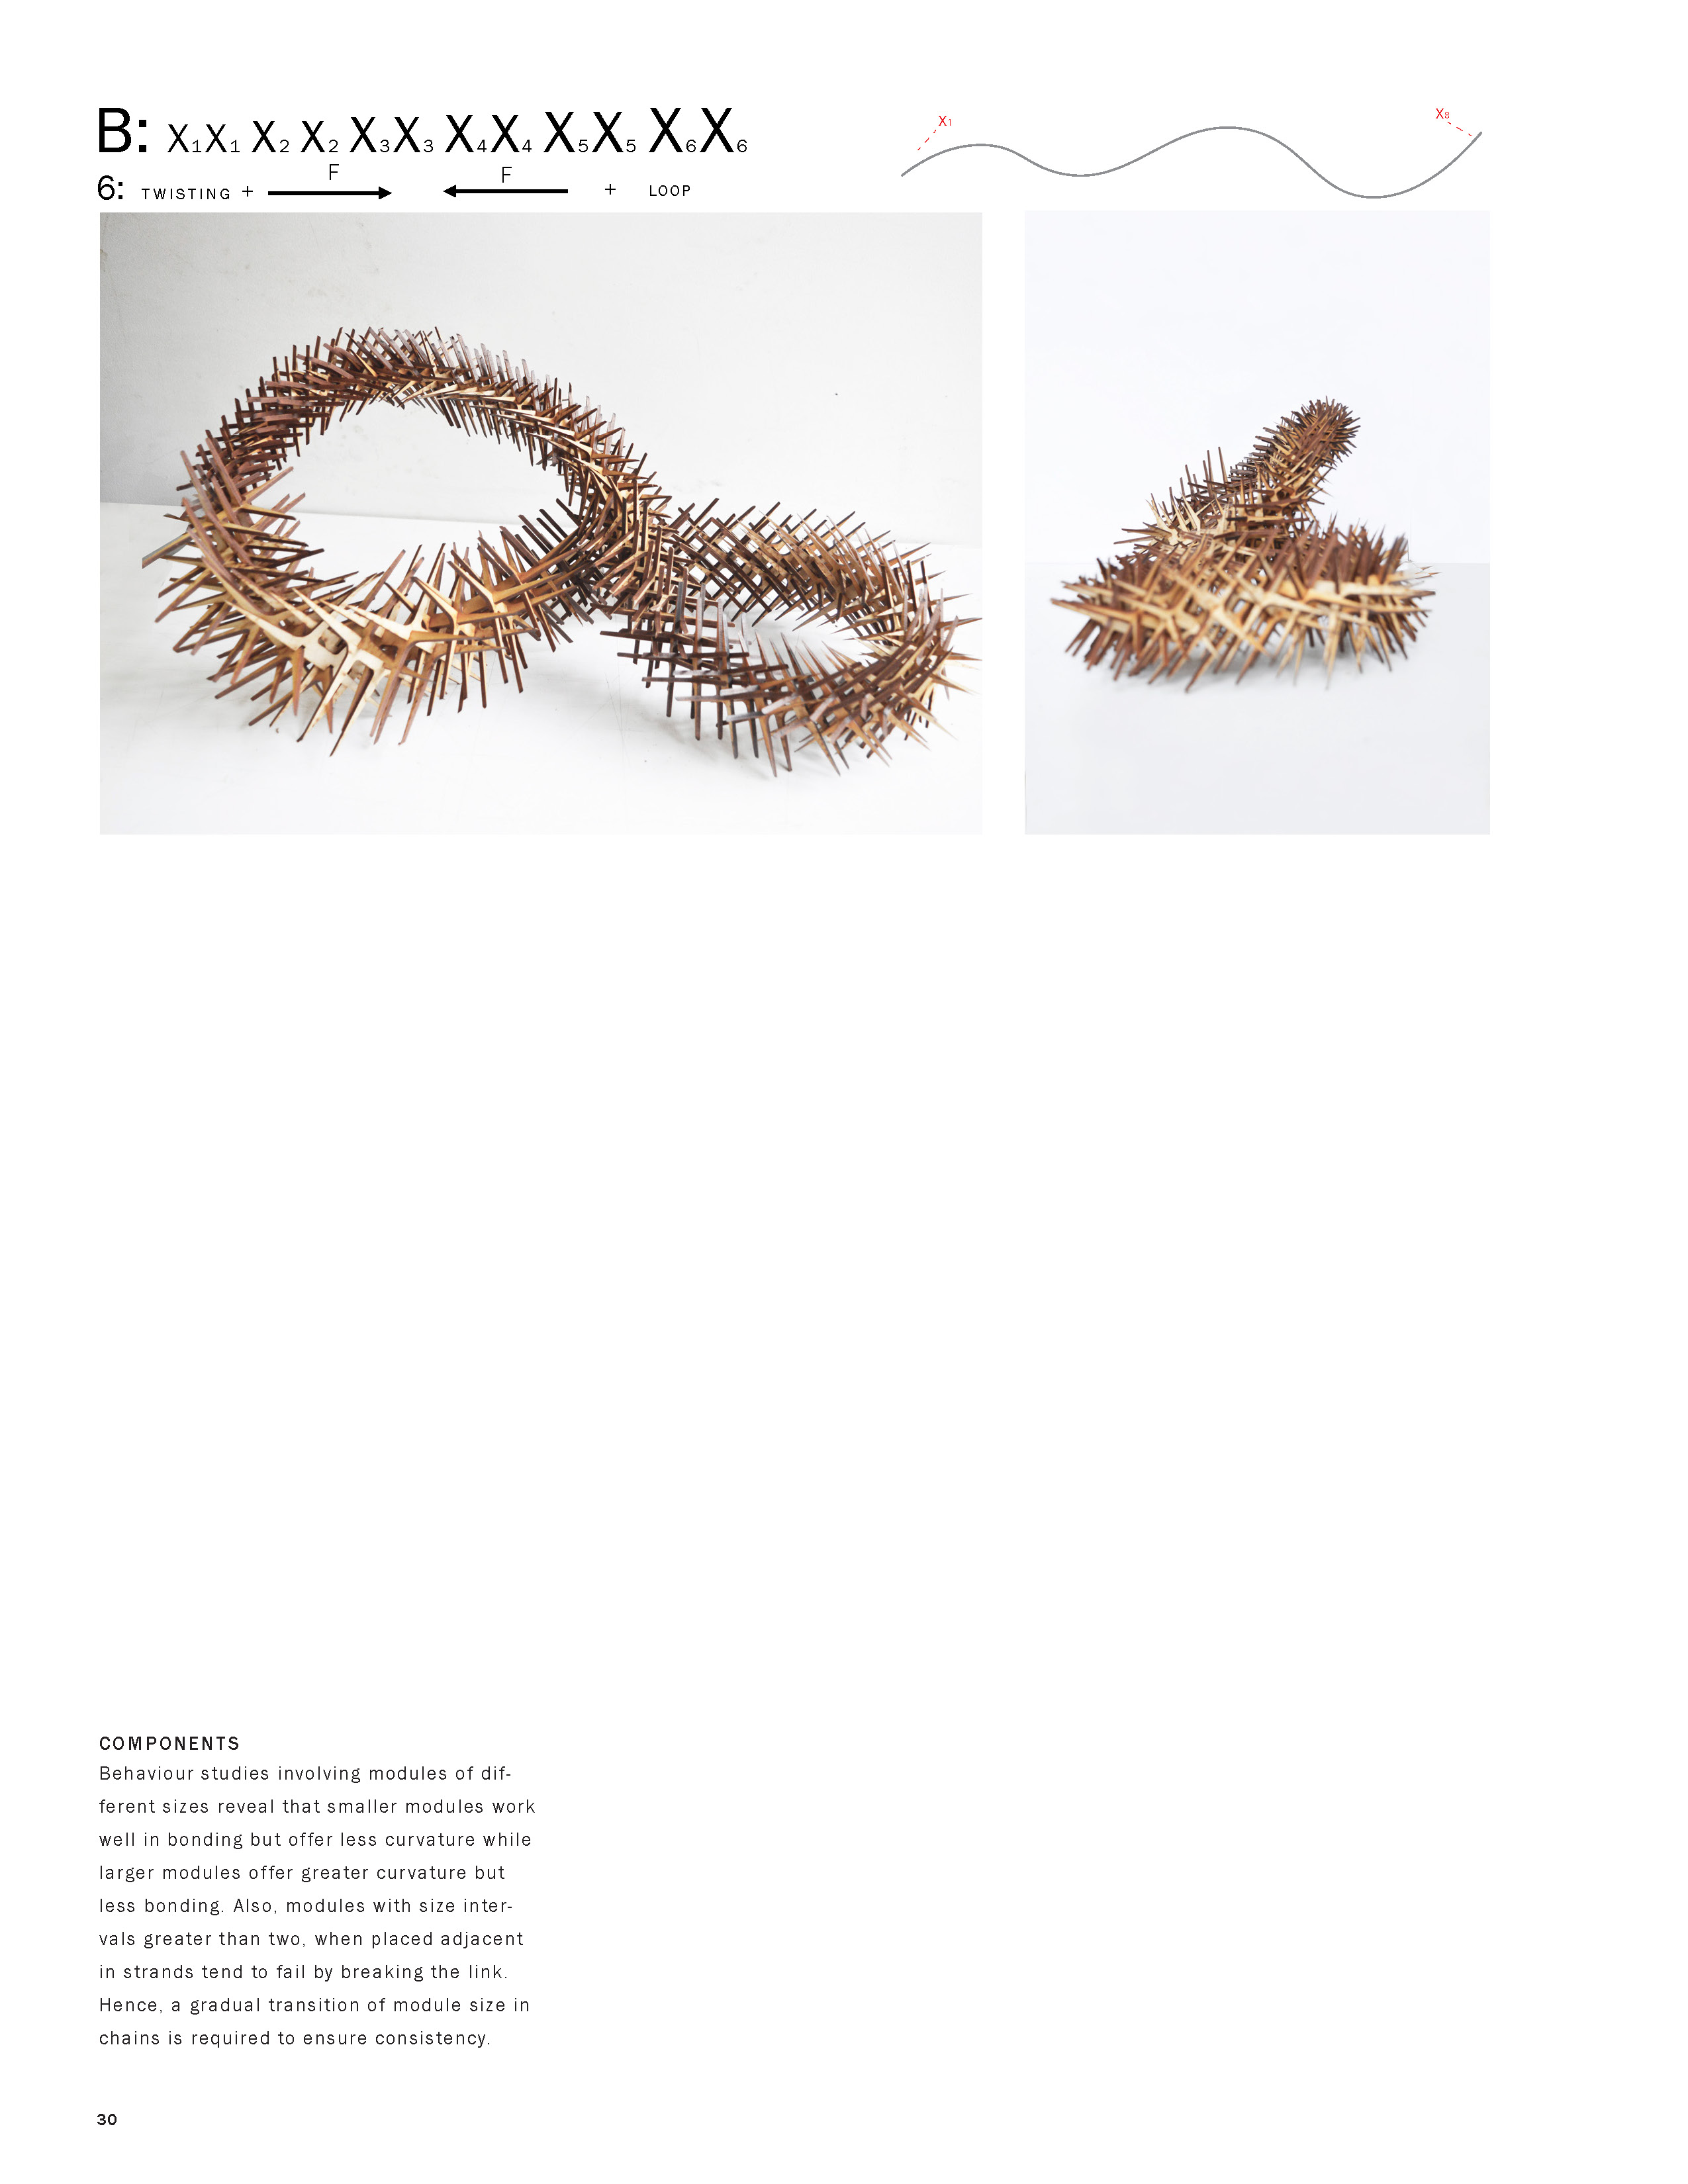 B: X₁X₁ X₂ X₂ X₃X₃ X₄X₄ X₅X₅ X₆X₆
X₁
X₈
F
F
6: TWISTING + + LOOP
COMPONENTS
Behaviour studies involving modules of dif-
ferent sizes reveal that smaller modules work
well in bonding but offer less curvature while
larger modules offer greater curvature but
less bonding. Also, modules with size inter-
vals greater than two, when placed adjacent
in strands tend to fail by breaking the link.
Hence, a gradual transition of module size in
chains is required to ensure consistency.
30